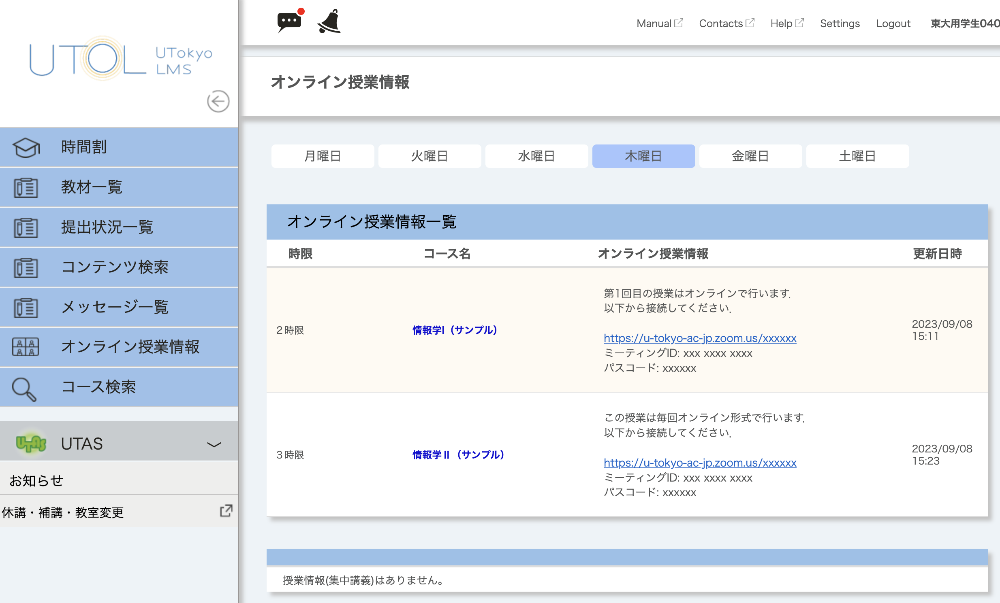 UTOL UTokyo LMS
Manual Contacts Help Settings Logout 東大用学生040
オンライン授業情報
時間割
教材一覧
提出状況一覧
コンテンツ検索
メッセージ一覧
オンライン授業情報
コース検索
UTAS
お知らせ
休講・補講・教室変更
月曜日 火曜日 水曜日 木曜日 金曜日 土曜日
オンライン授業情報一覧
時限 コース名 オンライン授業情報 更新日時
2時限
情報学I（サンプル）
第1回目の授業はオンラインで行います.
以下から接続してください.
https://u-tokyo-ac-jp.zoom.us/xxxxxx
ミーティングID: xxx xxxx xxxx
パスコード: xxxxxx
2023/09/08
15:11
3時限
情報学Ⅱ（サンプル）
この授業は毎回オンライン形式で行います.
以下から接続してください.
https://u-tokyo-ac-jp.zoom.us/xxxxxx
ミーティングID: xxx xxxx xxxx
パスコード: xxxxxx
2023/09/08
15:23
授業情報(集中講義)はありません。